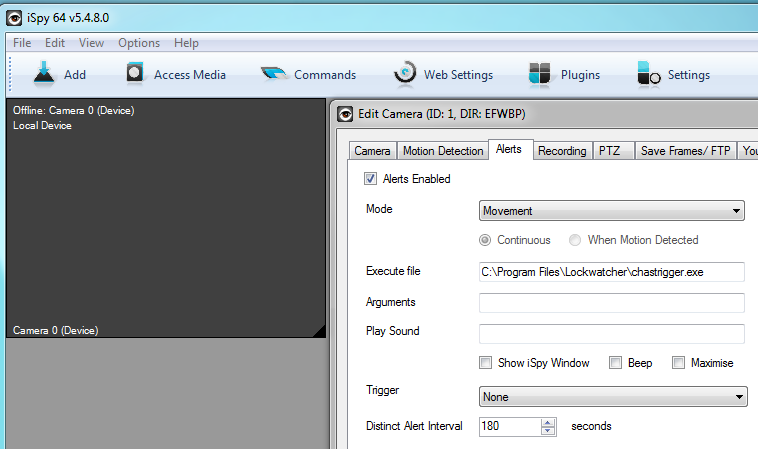 iSpy 64 v5.4.8.0
File Edit View Options Help
Add Access Media Commands Web Settings Plugins Settings
Offline: Camera 0 (Device)
Local Device
Camera 0 (Device)
Edit Camera (ID: 1, DIR: EFWBP)
Camera Motion Detection Alerts Recording PTZ Save Frames/ FTP You
Alerts Enabled
Mode Movement
Continuous When Motion Detected
Execute file C:\Program Files\Lockwatcher\chastrigger.exe
Arguments
Play Sound
Show iSpy Window Beep Maximise
Trigger None
Distinct Alert Interval 180 seconds